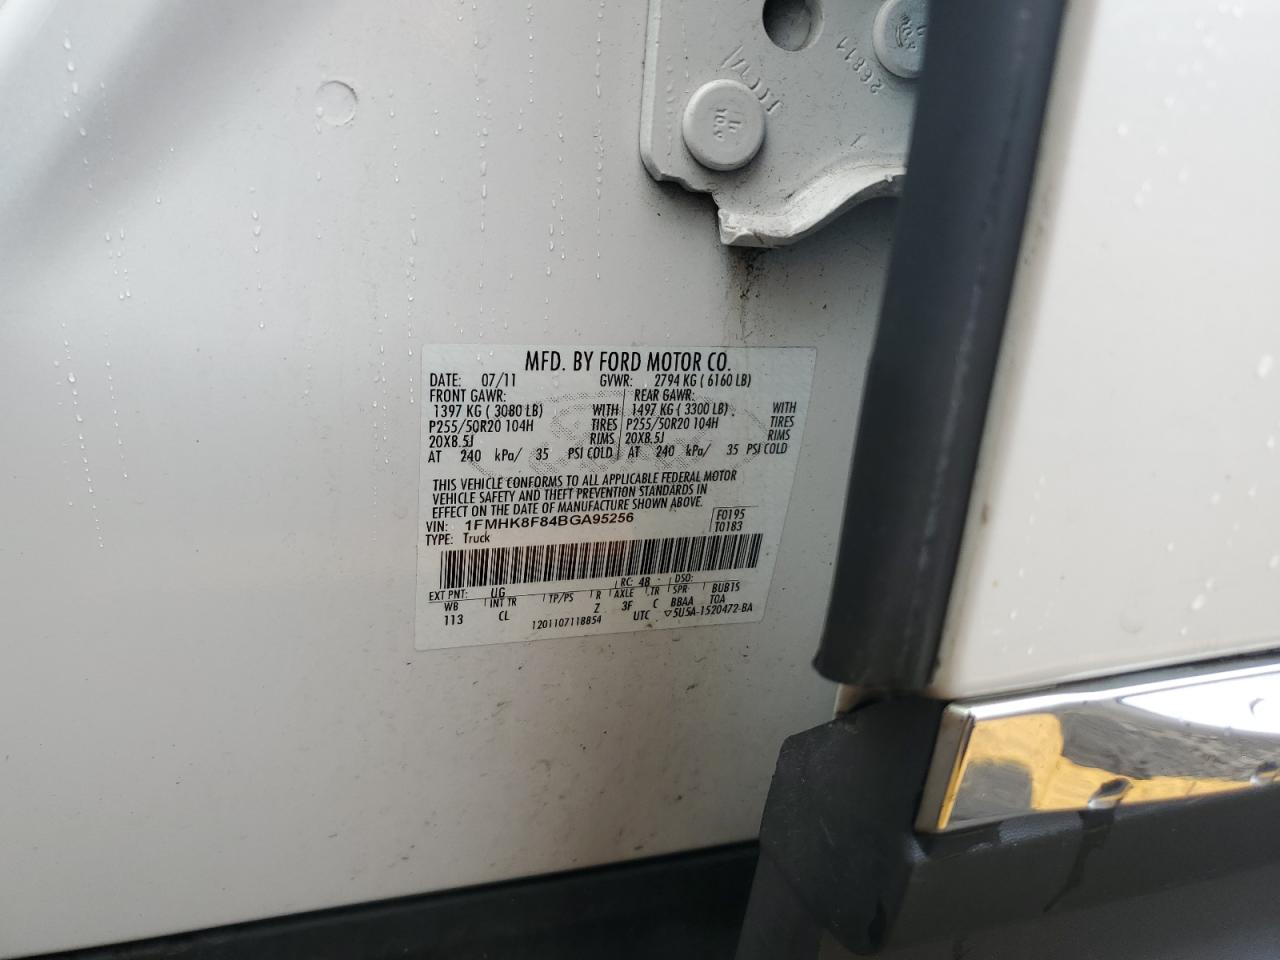 26811
10.9
MFD. BY FORD MOTOR CO.
DATE: 07/11 GVWR: 2794 KG ( 6160 LB)
FRONT GAWR: REAR GAWR:
1397 KG ( 3080 LB) WITH 1497 KG ( 3300 LB) WITH
P255/50R20 104H TIRES P255/50R20 104H TIRES
20X8.5J RIMS 20X8.5J RIMS
AT 240 kPa/ 35 PSI COLD AT 240 kPa/ 35 PSI COLD
THIS VEHICLE CONFORMS TO ALL APPLICABLE FEDERAL MOTOR
VEHICLE SAFETY AND THEFT PREVENTION STANDARDS IN
EFFECT ON THE DATE OF MANUFACTURE SHOWN ABOVE.
VIN: 1FMHK8F84BGA95256 F0195
TYPE: Truck T0183
EXT PNT: UG RC: 48 DSO:
WB INT TR TP/PS R AXLE TR SPR BUB15
113 CL Z 3F C BBAA TOA
1201107118854 UTC ▽5U5A-1520472-BA